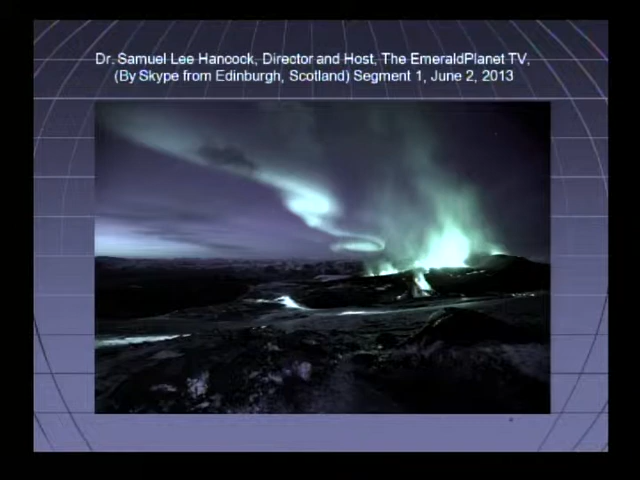 Dr. Samuel Lee Hancock, Director and Host, The EmeraldPlanet TV,
(By Skype from Edinburgh, Scotland) Segment 1, June 2, 2013